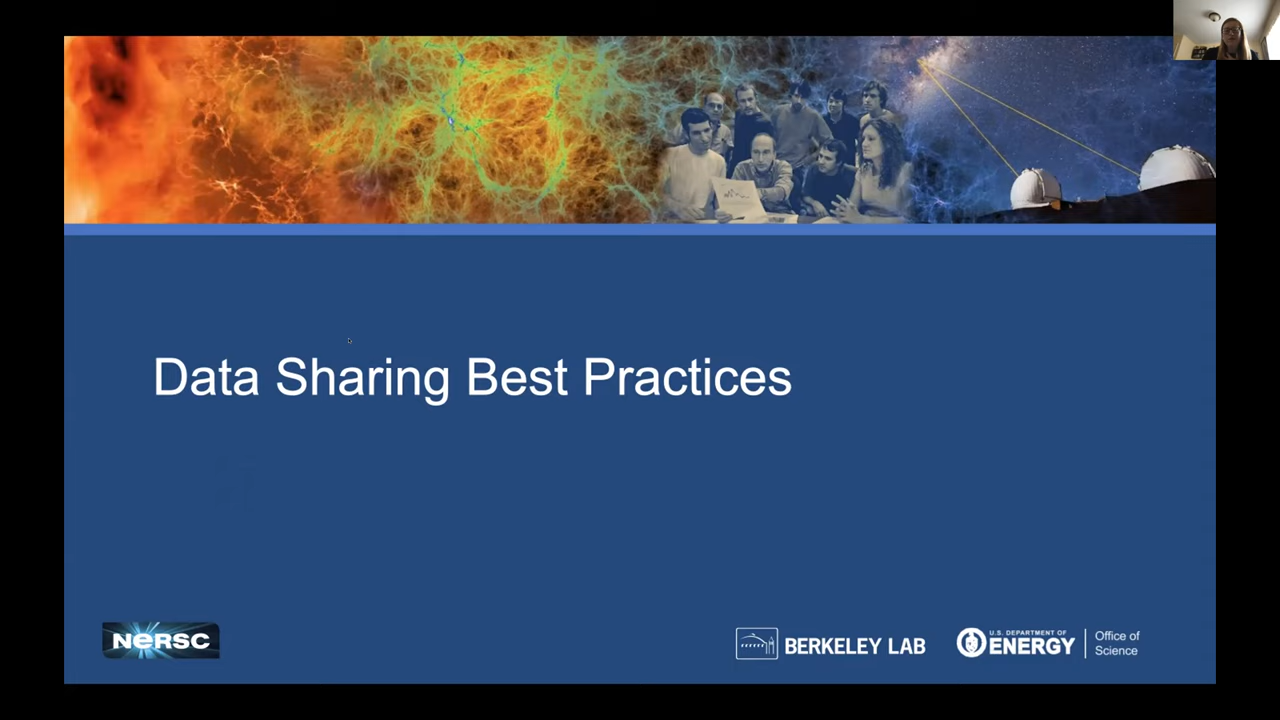 Data Sharing Best Practices
NERSC
BERKELEY LAB
U.S. DEPARTMENT OF
ENERGY
Office of
Science